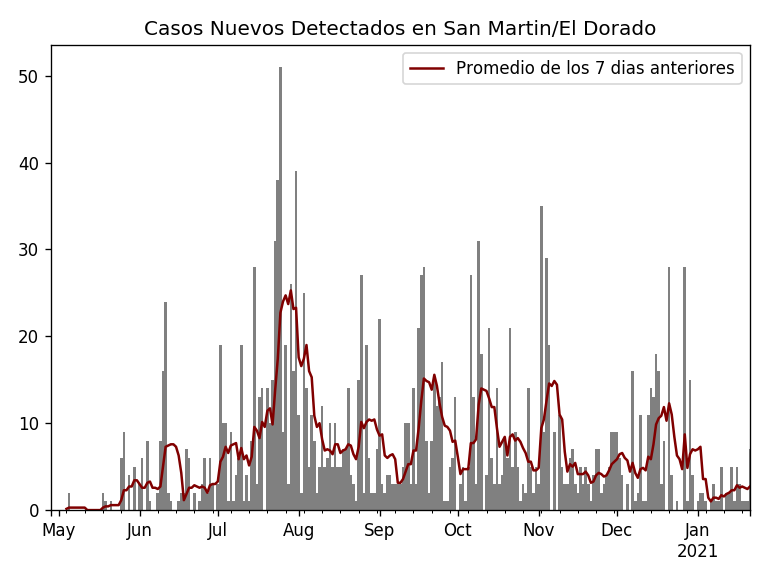 Casos Nuevos Detectados en San Martin/El Dorado
Promedio de los 7 dias anteriores
50
40
30
20
10
0
May Jun Jul Aug Sep Oct Nov Dec Jan
2021